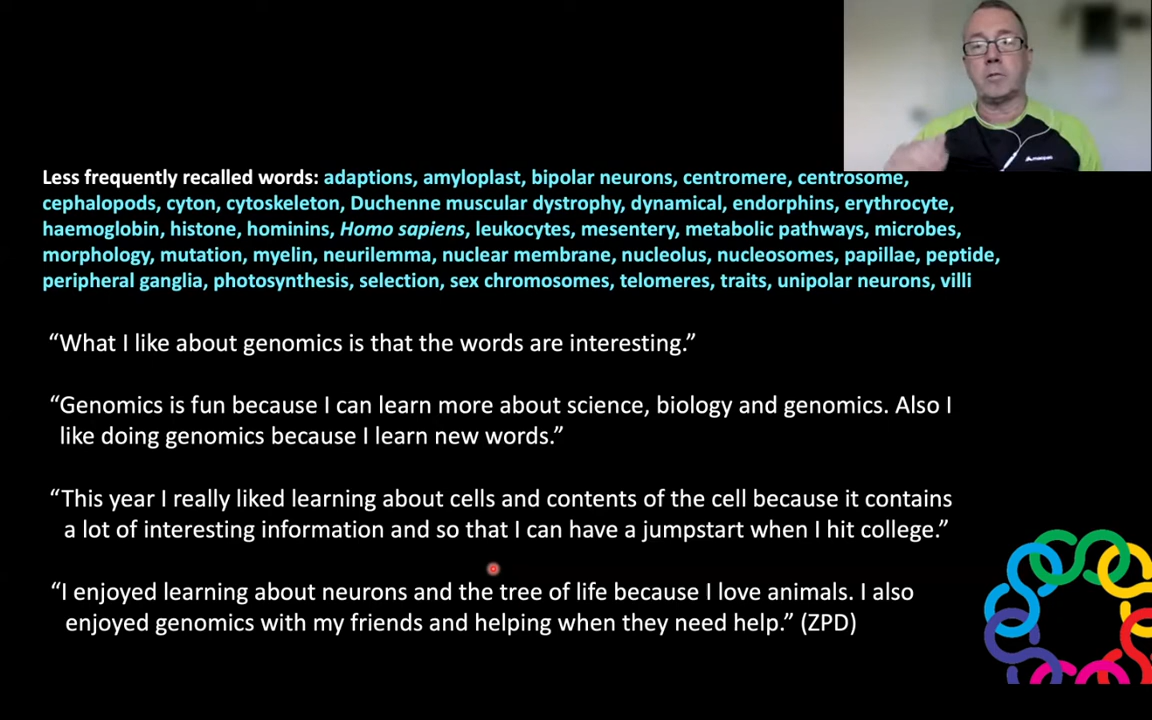 Less frequently recalled words: adaptions, amyloplast, bipolar neurons, centromere, centrosome,
cephalopods, cyton, cytoskeleton, Duchenne muscular dystrophy, dynamical, endorphins, erythrocyte,
haemoglobin, histone, hominins, Homo sapiens, leukocytes, mesentery, metabolic pathways, microbes,
morphology, mutation, myelin, neurilemma, nuclear membrane, nucleolus, nucleosomes, papillae, peptide,
peripheral ganglia, photosynthesis, selection, sex chromosomes, telomeres, traits, unipolar neurons, villi
“What I like about genomics is that the words are interesting.”
“Genomics is fun because I can learn more about science, biology and genomics. Also I
like doing genomics because I learn new words.”
“This year I really liked learning about cells and contents of the cell because it contains
a lot of interesting information and so that I can have a jumpstart when I hit college.”
“I enjoyed learning about neurons and the tree of life because I love animals. I also
enjoyed genomics with my friends and helping when they need help.” (ZPD)